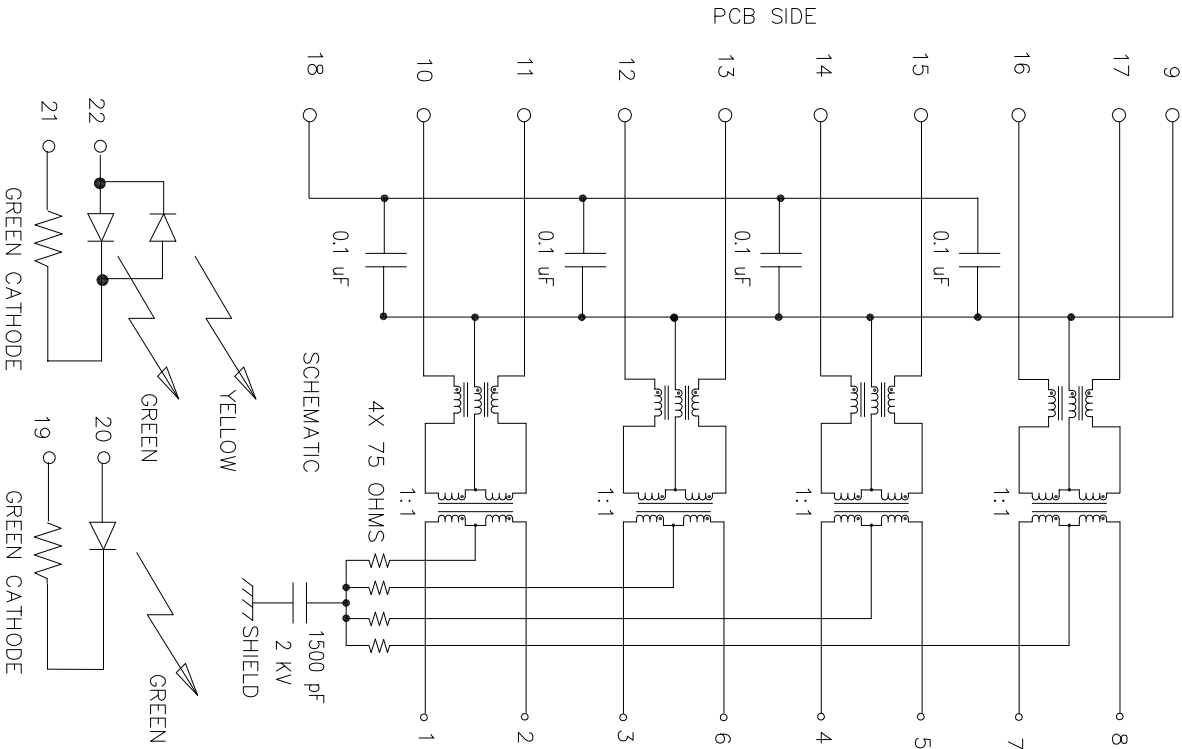 PCB SIDE
18
10
11
12
13
14
15
16
17
9
22
21
0.1 uF
0.1 uF
0.1 uF
0.1 uF
GREEN CATHODE
GREEN
YELLOW
SCHEMATIC
4X 75 OHMS
20
19
1:1
1:1
1:1
1:1
GREEN CATHODE
GREEN
SHIELD
1500 pF
2 KV
1
2
3
6
4
5
7
8